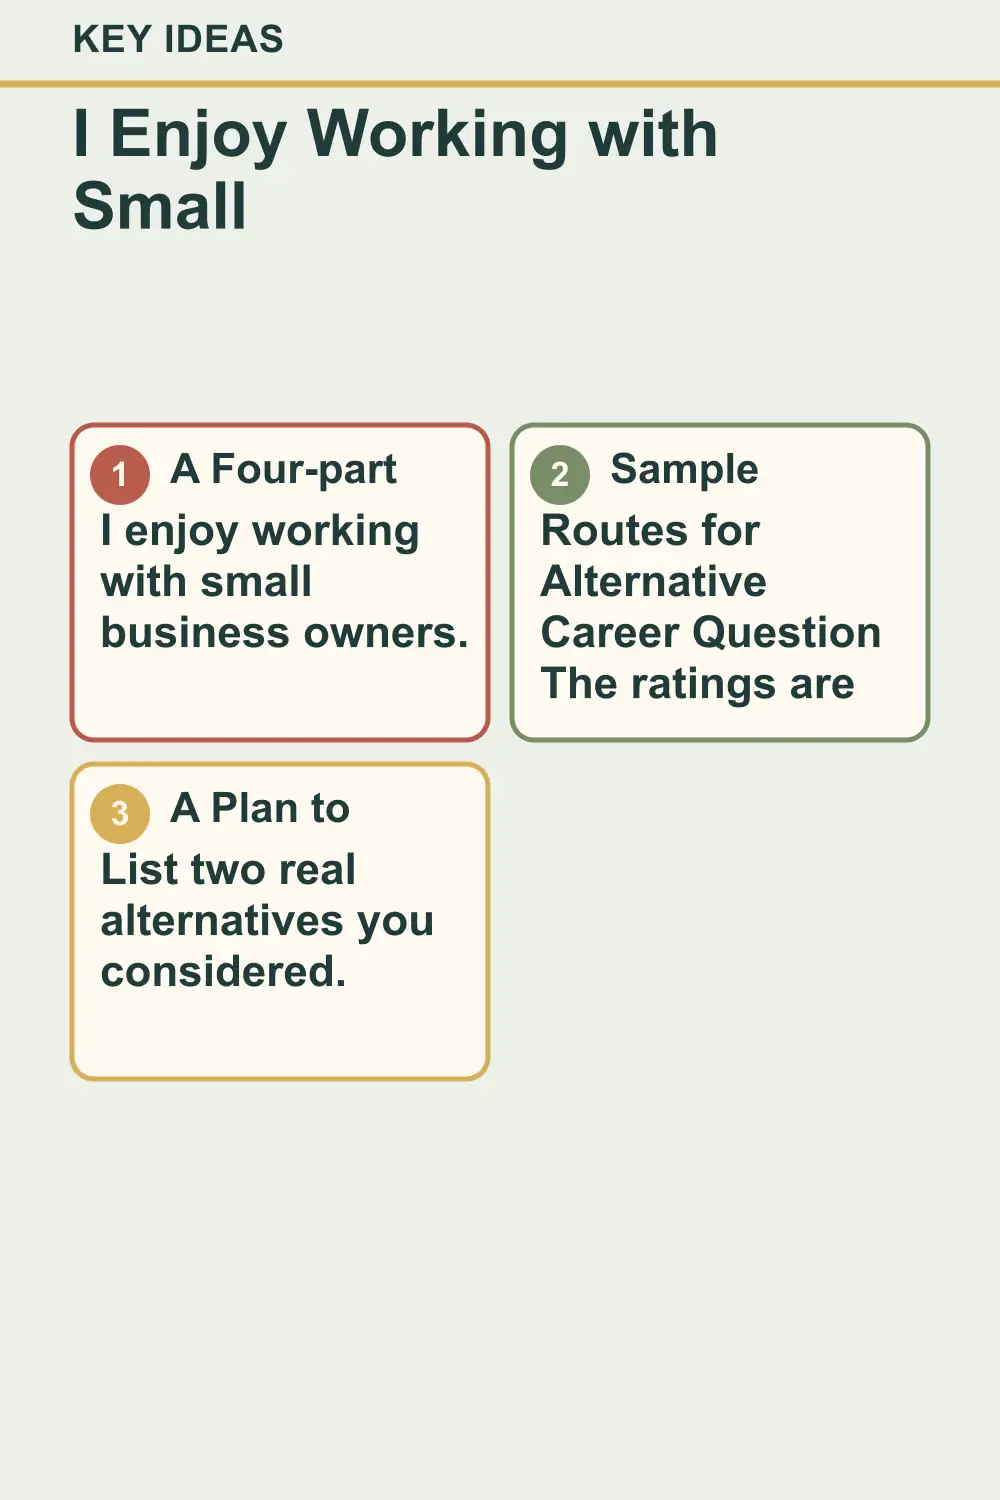 KEY IDEAS
I Enjoy Working with
Small
1 A Four-part
I enjoy working
with small
business owners.
2 Sample
Routes for
Alternative
Career Question
The ratings are
3 A Plan to
List two real
alternatives you
considered.